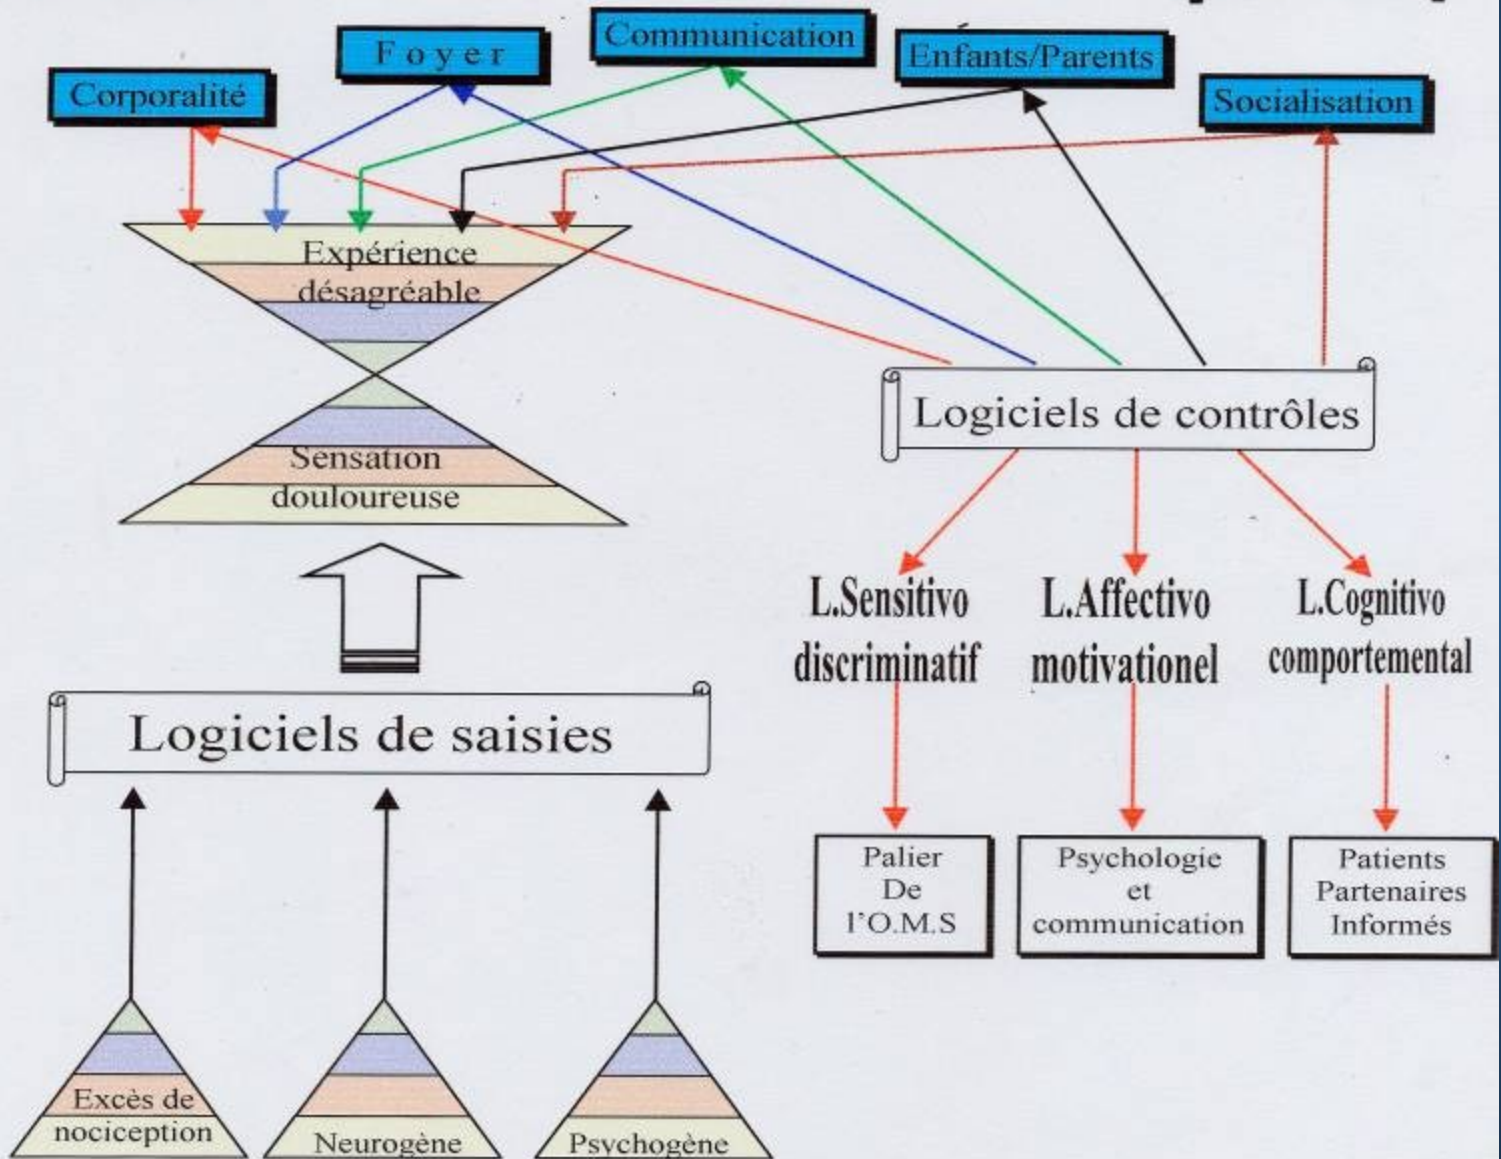 Corporalité
Foyer
Communication
Enfants/Parents
Socialisation
Expérience
désagréable
Sensation
douloureuse
Logiciels de contrôles
L.Sensitivo
discriminatif
L.Affectivo
motivationel
L.Cognitivo
comportemental
Logiciels de saisies
Palier
De
l'O.M.S
Psychologie
et
communication
Patients
Partenaires
Informés
Excès de
nociception
Neurogène
Psychogène